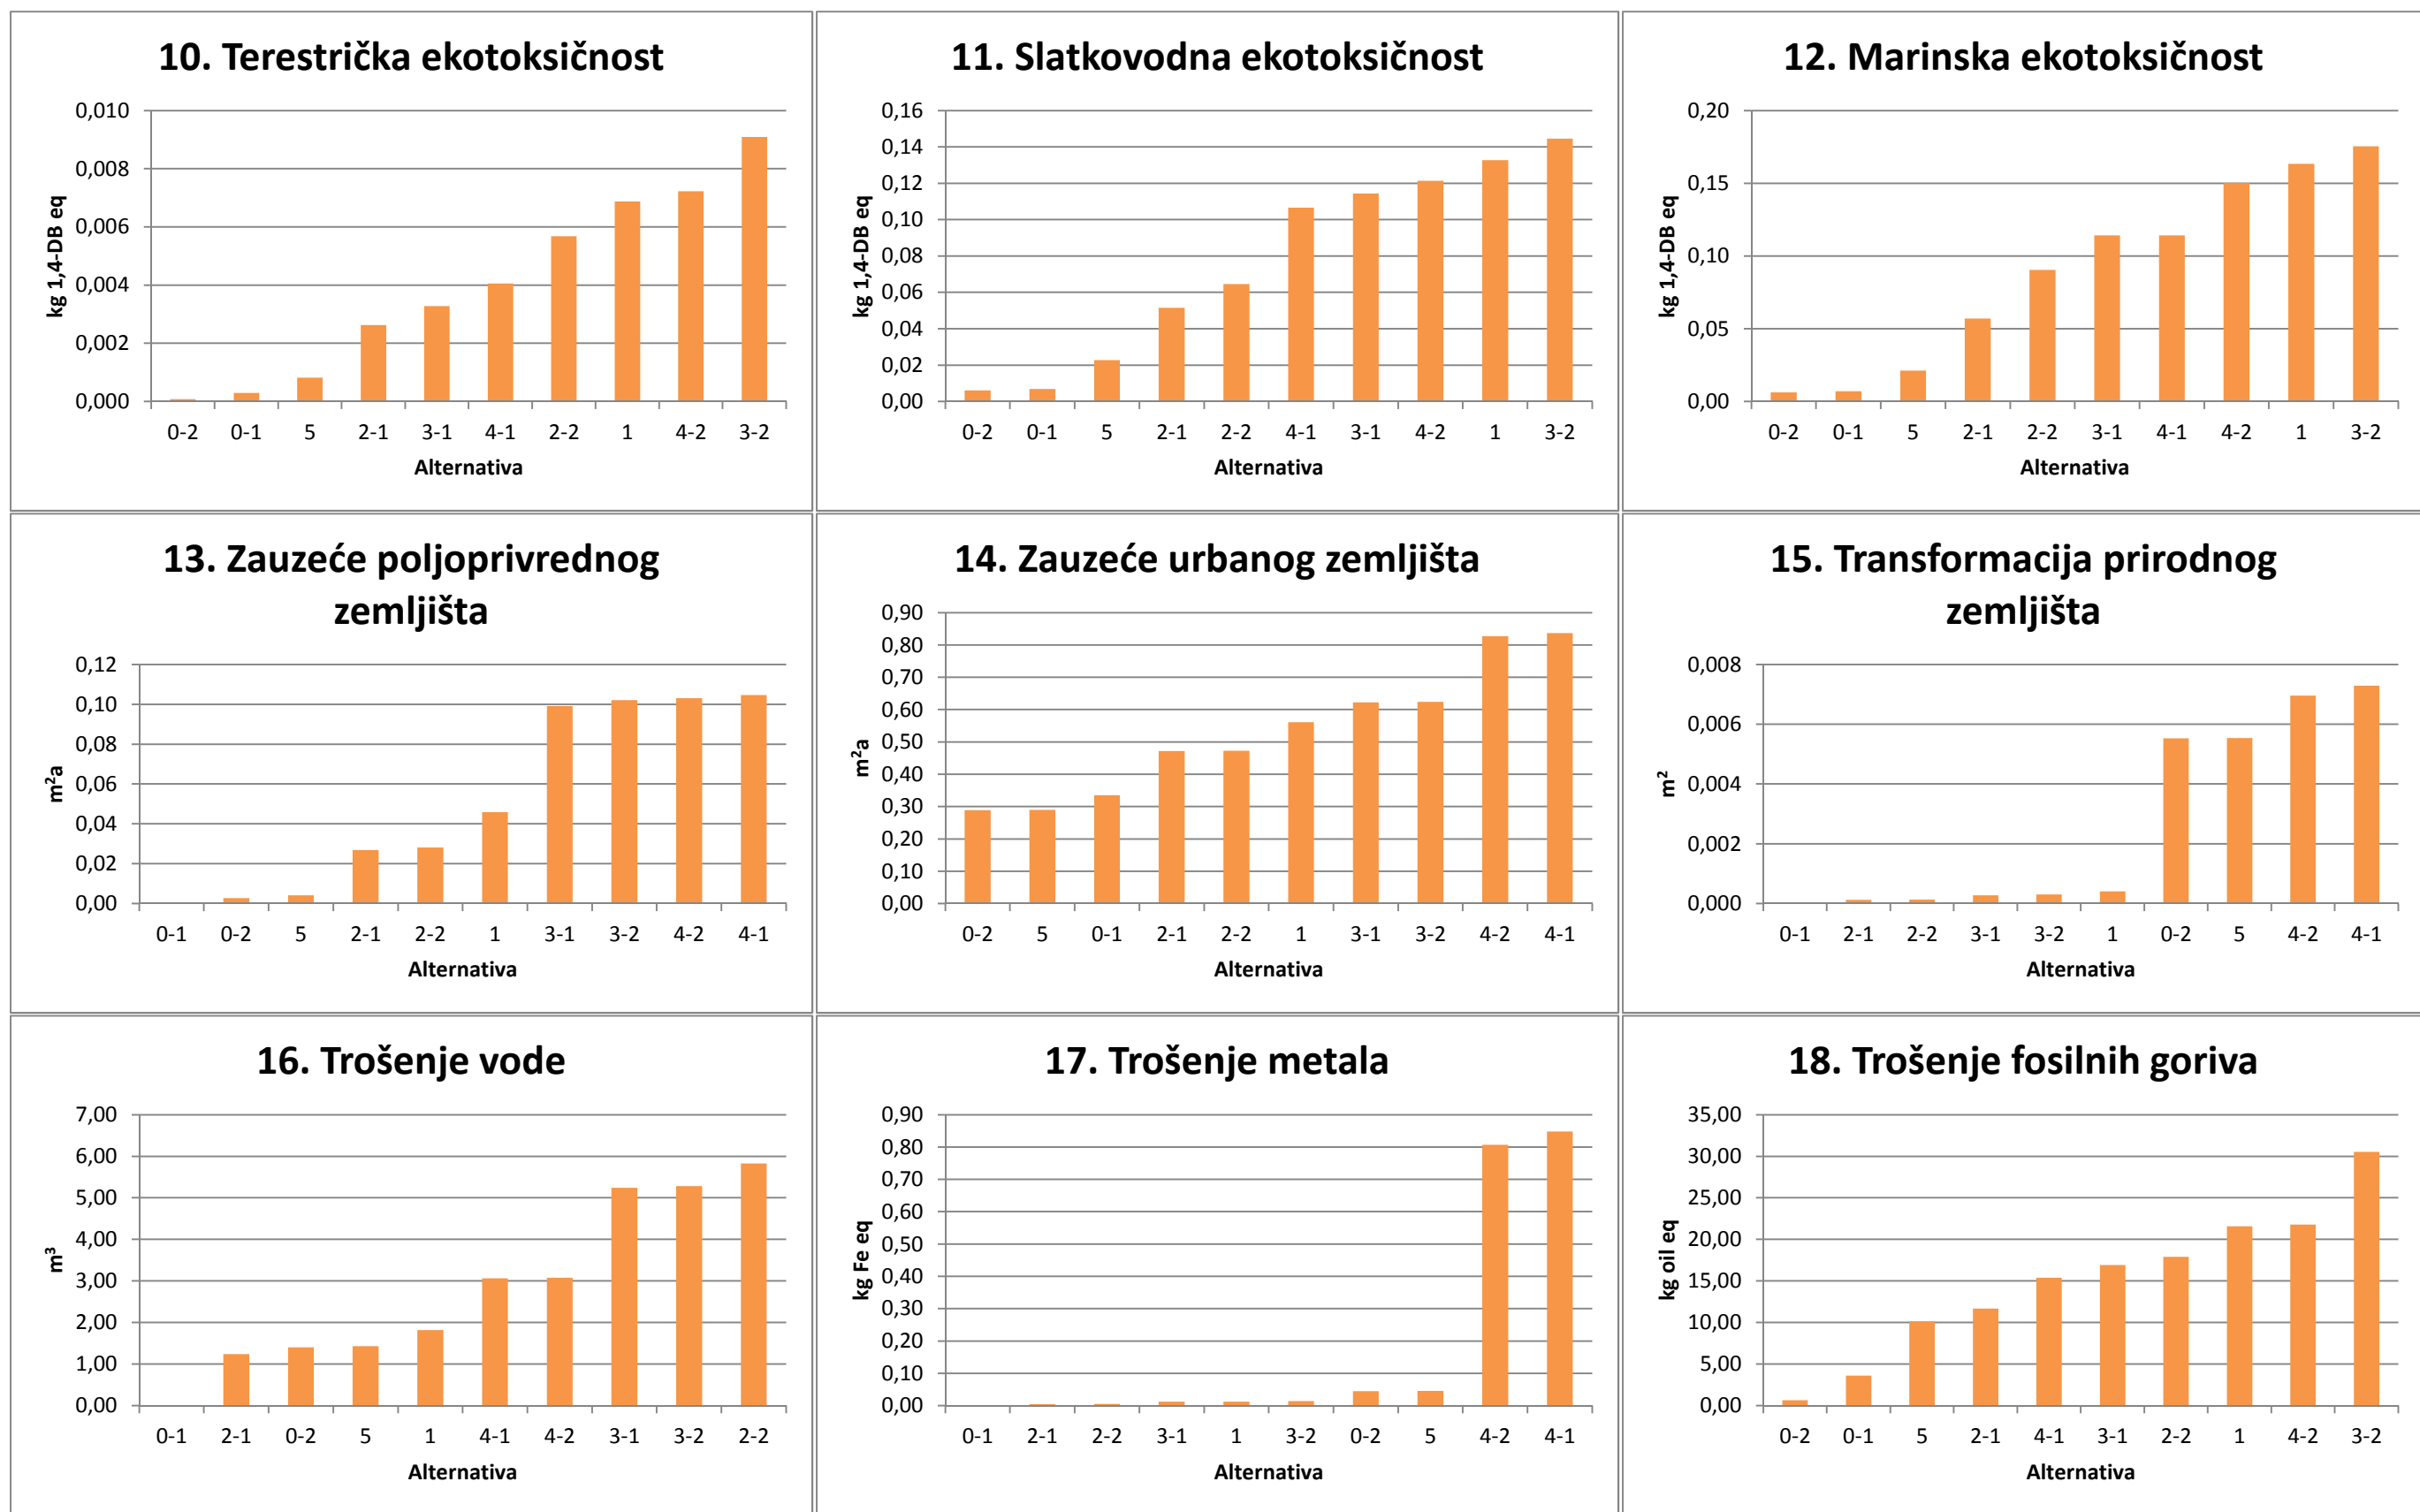 10. Terestrička ekotoksičnost
kg 1,4-DB eq
0,010
0,008
0,006
0,004
0,002
0,000
0-2 0-1 5 2-1 3-1 4-1 2-2 1 4-2 3-2
Alternativa
11. Slatkovodna ekotoksičnost
kg 1,4-DB eq
0,16
0,14
0,12
0,10
0,08
0,06
0,04
0,02
0,00
0-2 0-1 5 2-1 2-2 4-1 3-1 4-2 1 3-2
Alternativa
12. Marinska ekotoksičnost
kg 1,4-DB eq
0,20
0,15
0,10
0,05
0,00
0-2 0-1 5 2-1 2-2 3-1 4-1 4-2 1 3-2
Alternativa
13. Zauzeće poljoprivrednog
zemljišta
m²a
0,12
0,10
0,08
0,06
0,04
0,02
0,00
0-1 0-2 5 2-1 2-2 1 3-1 3-2 4-2 4-1
Alternativa
14. Zauzeće urbanog zemljišta
m²a
0,90
0,80
0,70
0,60
0,50
0,40
0,30
0,20
0,10
0,00
0-2 5 0-1 2-1 2-2 1 3-1 3-2 4-2 4-1
Alternativa
15. Transformacija prirodnog
zemljišta
m²
0,008
0,006
0,004
0,002
0,000
0-1 2-1 2-2 3-1 3-2 1 0-2 5 4-2 4-1
Alternativa
16. Trošenje vode
m³
7,00
6,00
5,00
4,00
3,00
2,00
1,00
0,00
0-1 2-1 0-2 5 1 4-1 4-2 3-1 3-2 2-2
Alternativa
17. Trošenje metala
kg Fe eq
0,90
0,80
0,70
0,60
0,50
0,40
0,30
0,20
0,10
0,00
0-1 2-1 2-2 3-1 1 3-2 0-2 5 4-2 4-1
Alternativa
18. Trošenje fosilnih goriva
kg oil eq
35,00
30,00
25,00
20,00
15,00
10,00
5,00
0,00
0-2 0-1 5 2-1 4-1 3-1 2-2 1 4-2 3-2
Alternativa